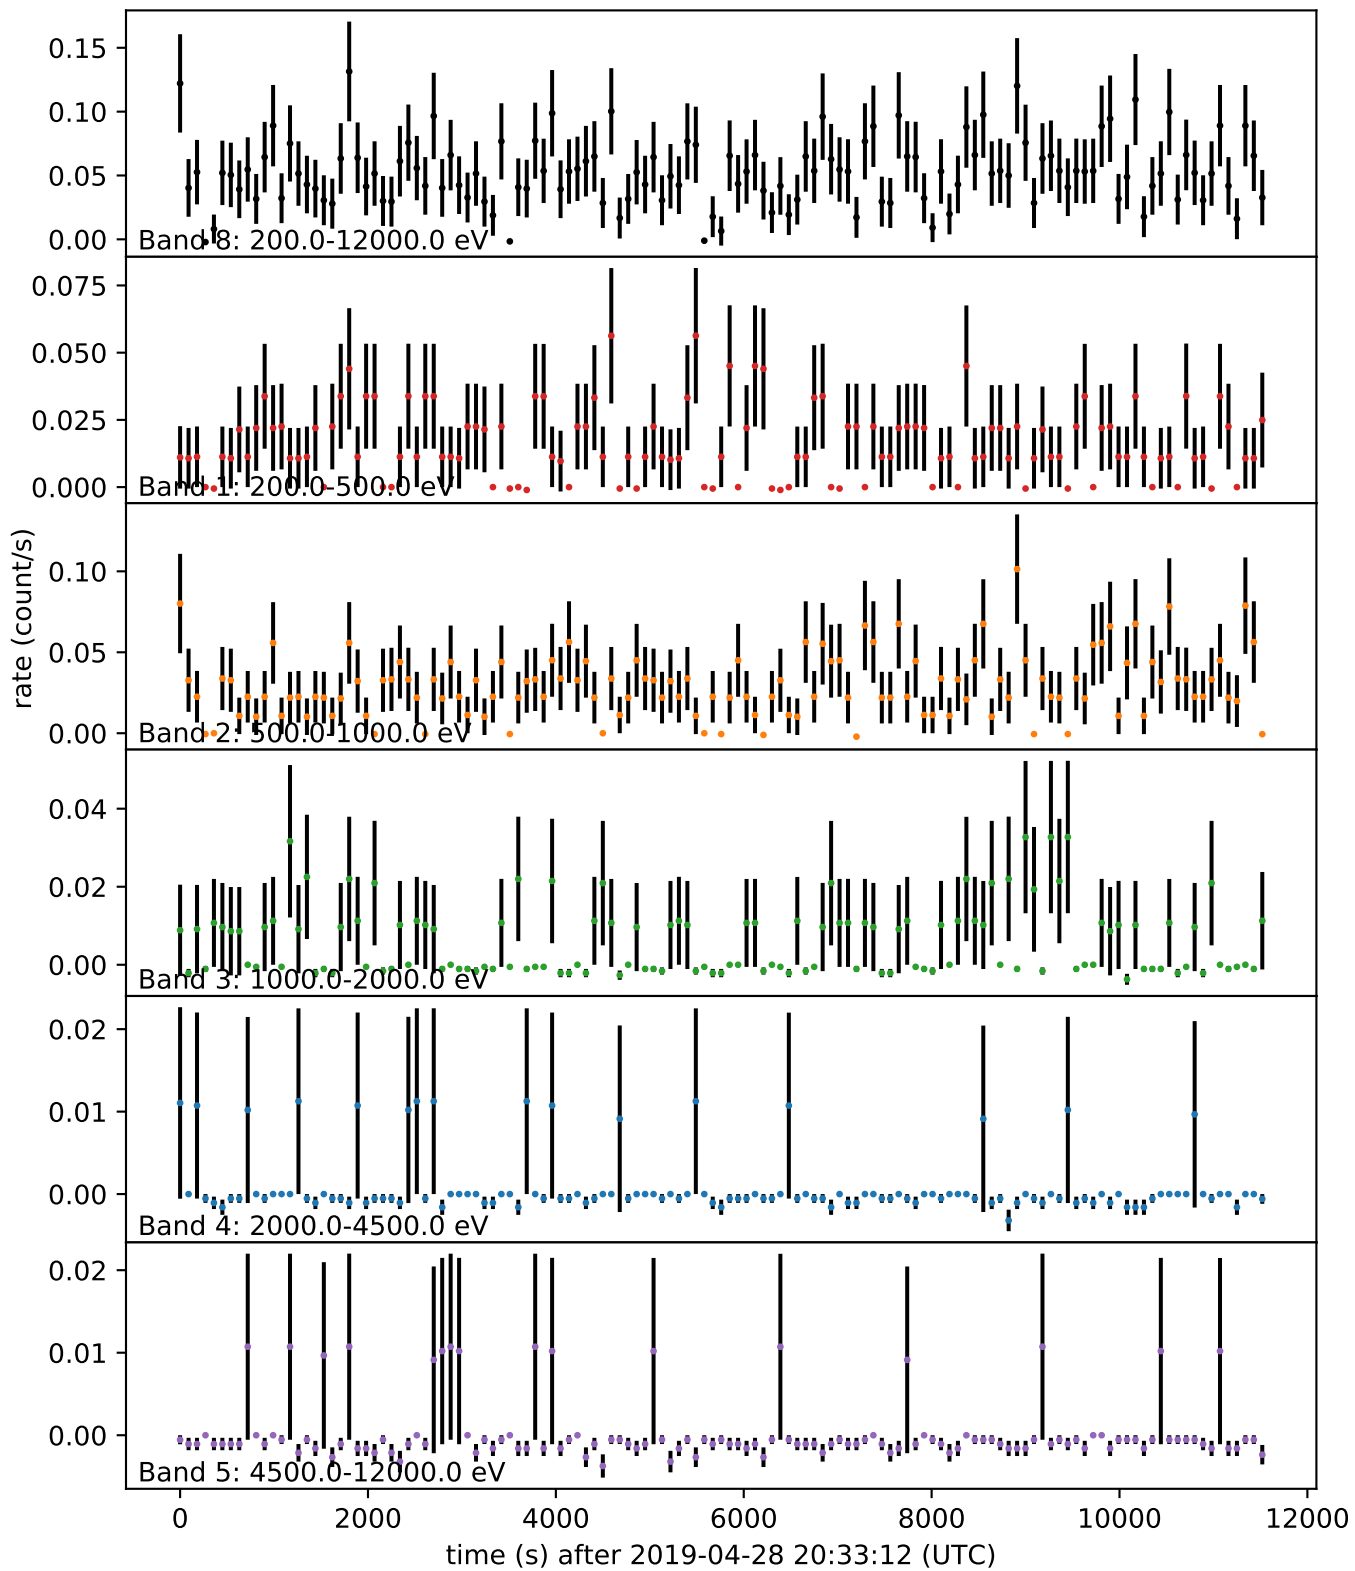 0.15
0.10
0.05
0.00
Band 8: 200.0-12000.0 eV
0.075
0.050
0.025
0.000
Band 1: 200.0-500.0 eV
rate (count/s)
0.10
0.05
0.00
Band 2: 500.0-1000.0 eV
0.04
0.02
0.00
Band 3: 1000.0-2000.0 eV
0.02
0.01
0.00
Band 4: 2000.0-4500.0 eV
0.02
0.01
0.00
Band 5: 4500.0-12000.0 eV
0 2000 4000 6000 8000 10000 12000
time (s) after 2019-04-28 20:33:12 (UTC)